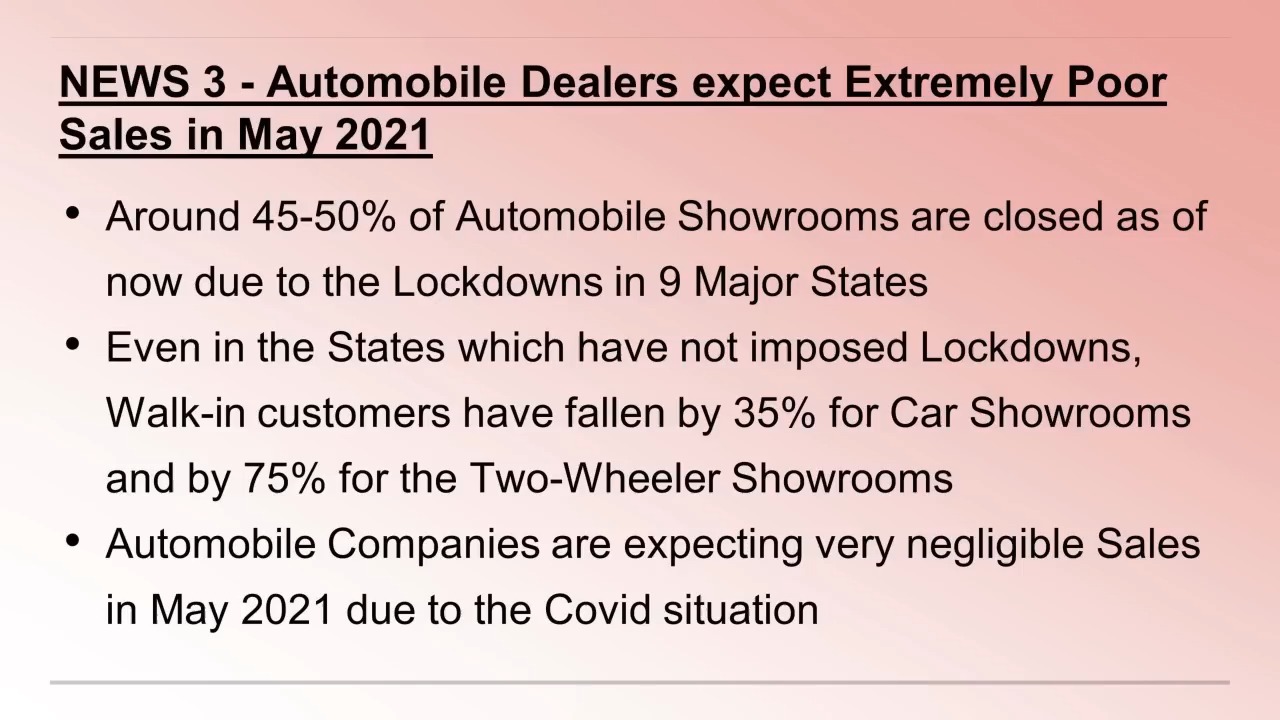 NEWS 3 - Automobile Dealers expect Extremely Poor
Sales in May 2021
• Around 45-50% of Automobile Showrooms are closed as of
now due to the Lockdowns in 9 Major States
• Even in the States which have not imposed Lockdowns,
Walk-in customers have fallen by 35% for Car Showrooms
and by 75% for the Two-Wheeler Showrooms
• Automobile Companies are expecting very negligible Sales
in May 2021 due to the Covid situation